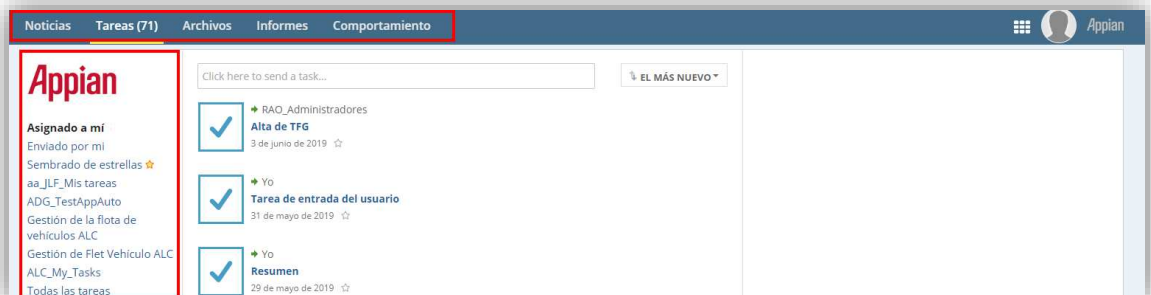 Noticias Tareas (71) Archivos Informes Comportamiento Appian
Appian
Asignado a mí
Enviado por mi
Sembrado de estrellas
aa_JLF_Mis tareas
ADG_TestAppAuto
Gestión de la flota de
vehículos ALC
Gestión de Flet Vehículo ALC
ALC_My_Tasks
Todas las tareas
Click here to send a task...
EL MÁS NUEVO
RAO_Administradores
Alta de TFG
3 de junio de 2019
Yo
Tarea de entrada del usuario
31 de mayo de 2019
Yo
Resumen
29 de mayo de 2019